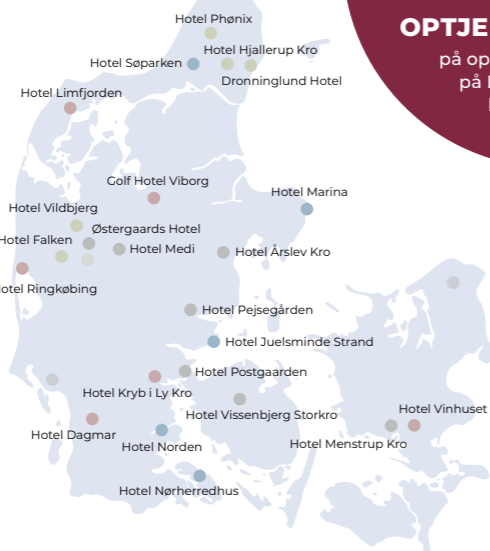 OPTJE
på op
på
Hotel Phønix
Hotel Hjallerup Kro
Hotel Søparken
Dronninglund Hotel
Hotel Limfjorden
Golf Hotel Viborg
Hotel Marina
Hotel Vildbjerg
Østergaards Hotel
Hotel Falken
Hotel Medi
Hotel Årslev Kro
otel Ringkøbing
Hotel Pejsegården
Hotel Juelsminde Strand
Hotel Postgaarden
Hotel Kryb i Ly Kro
Hotel Vissenbjerg Storkro
Hotel Vinhuset
Hotel Dagmar
Hotel Norden
Hotel Menstrup Kro
Hotel Nørherredhus